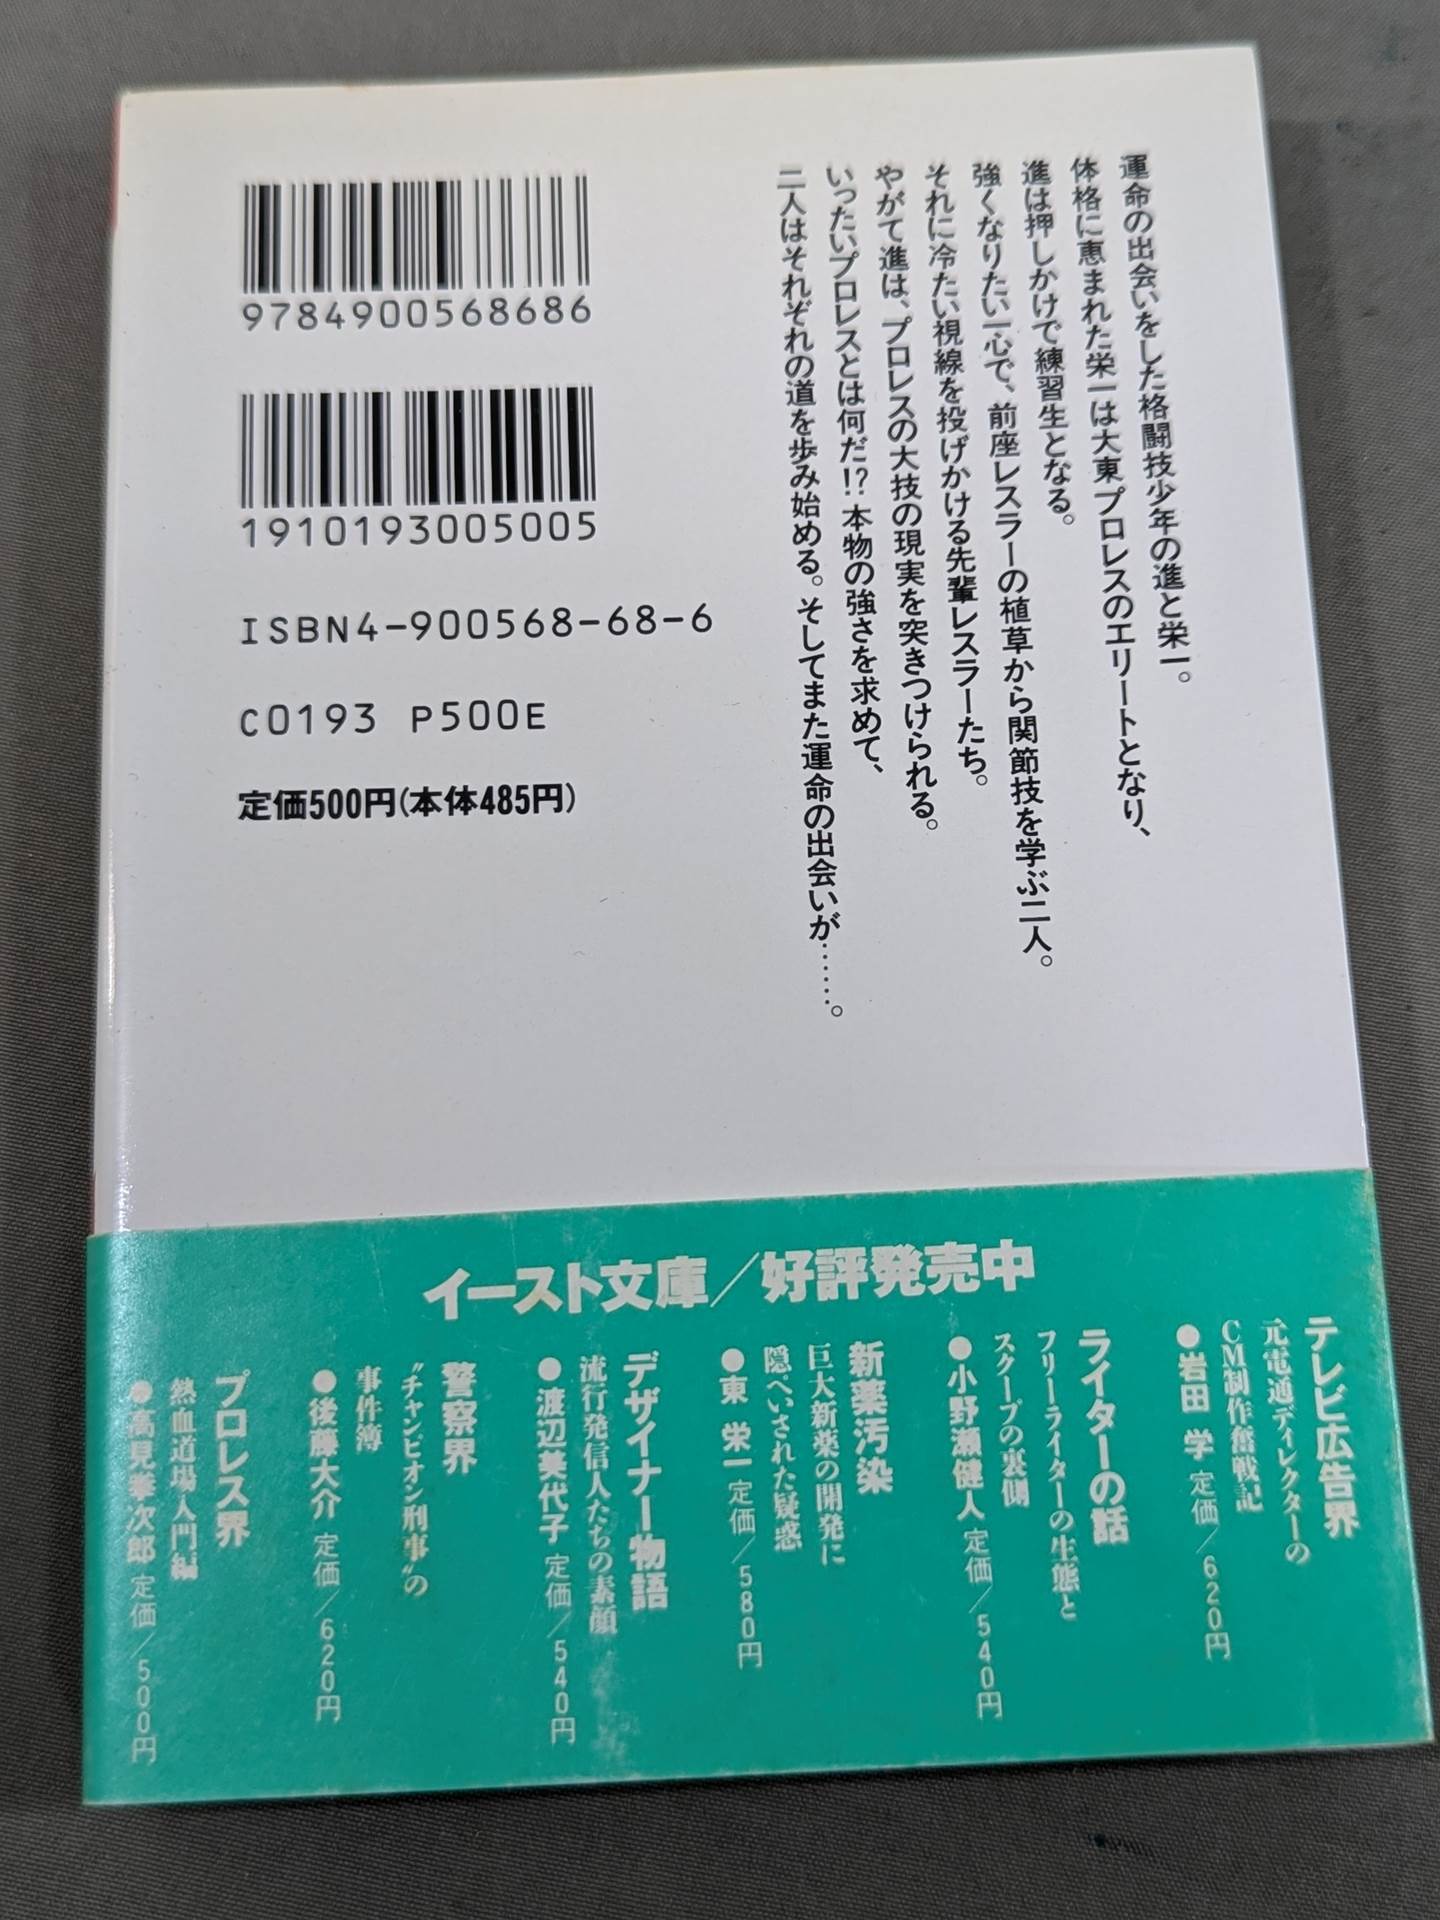 運命の出会いをした格闘技少年の進と栄一。
体格に恵まれた栄一は大東プロレスのエリートとなり、
進は押しかけで練習生となる。
強くなりたい一心で、前座レスラーの植草から関節技を学ぶ二人。
それに冷たい視線を投げかける先輩レスラーたち。
やがて進は、プロレスの大技の現実を突きつけられる。
いったいプロレスとは何だ!?本物の強さを求めて、
二人はそれぞれの道を歩み始める。そしてまた運命の出会いが……。
9784900568686
1910193005005
ISBN4-900568-68-6
C0193 P500E
定価500円(本体485円)
イースト文庫/好評発売中
テレビ広告界
元電通ディレクターの
CM制作奮戦記
●岩田 学 定価/620円
ライターの話
フリーライターの生態と
スクープの裏側
●小野瀬健人 定価/540円
新薬汚染
巨大新薬の開発に
隠ぺいされた疑惑
●東 栄一 定価/580円
デザイナー物語
流行発信人たちの素顔
●渡辺美代子 定価/540円
警察界
"チャンピオン刑事"の
事件簿
●後藤大介 定価/620円
プロレス界
熱血道場入門編
●高見拳次郎 定価/500円